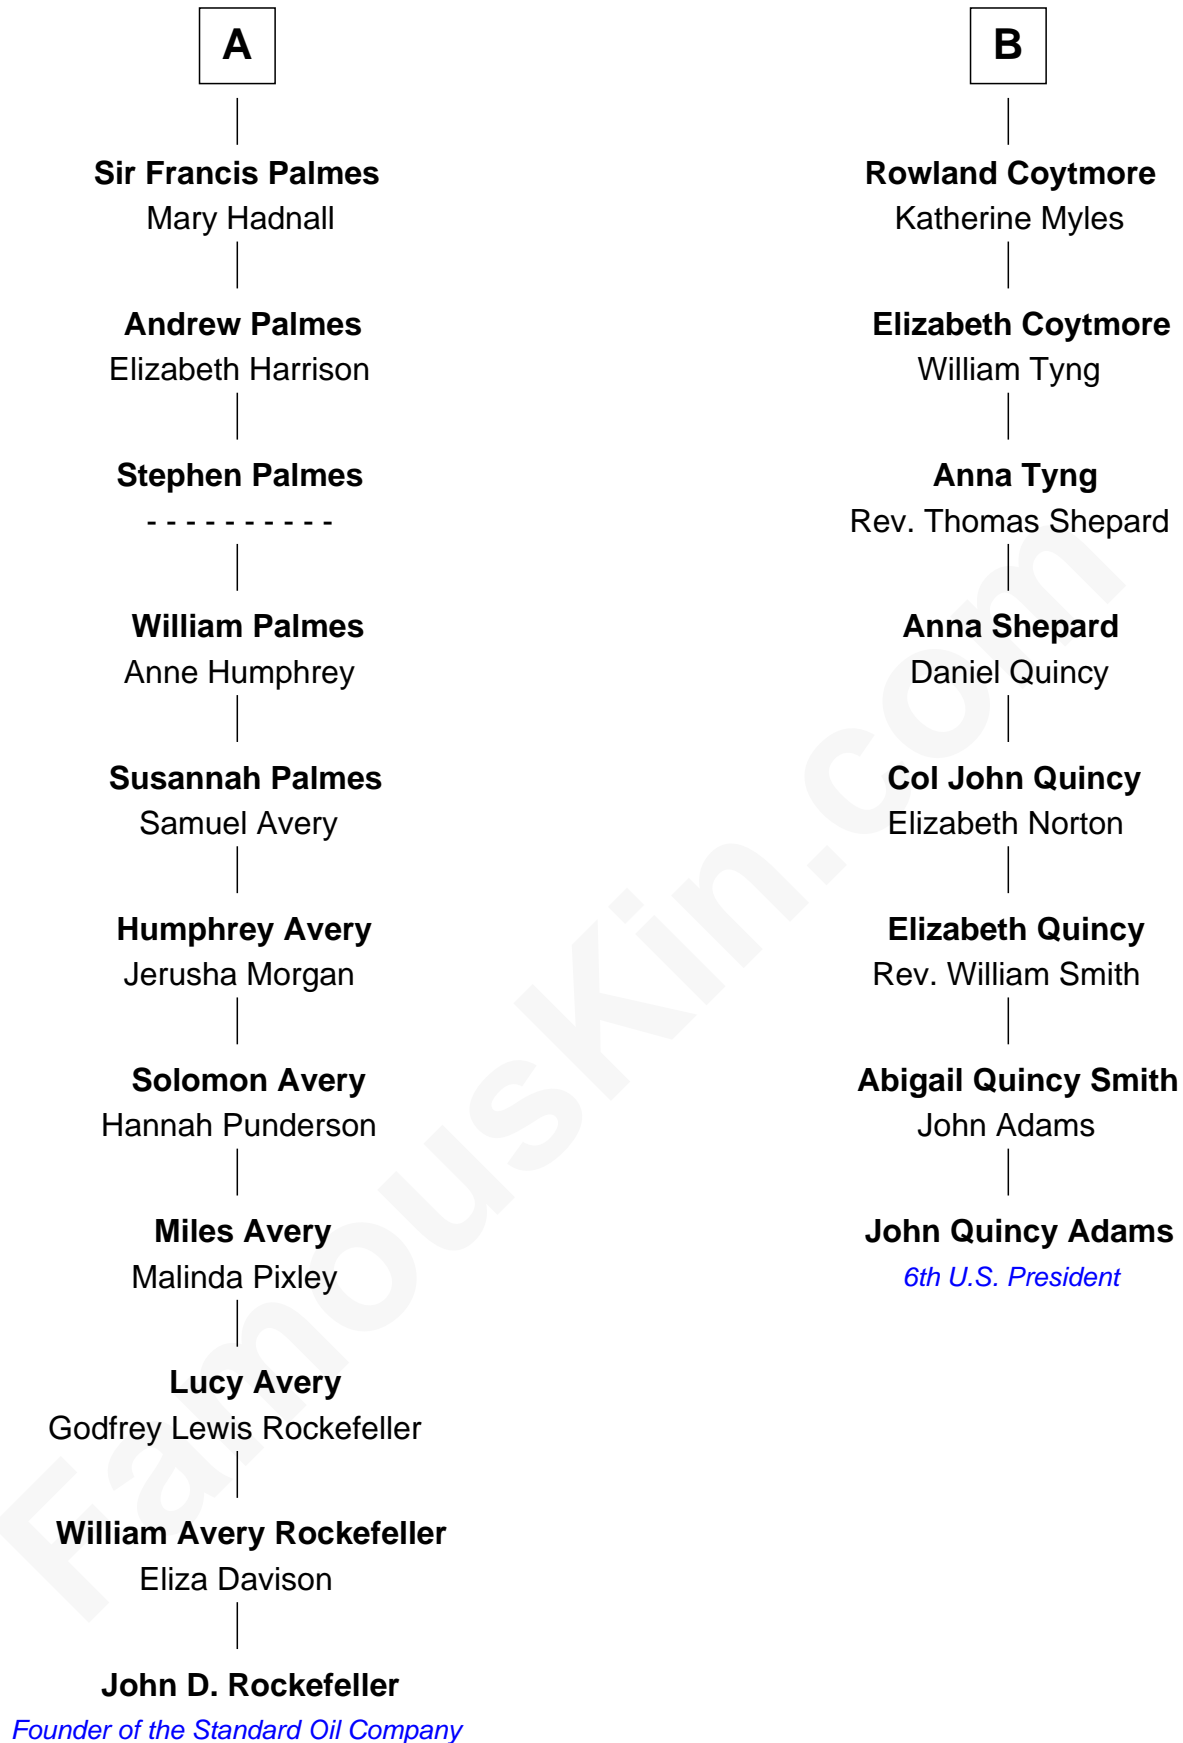 A
Sir Francis Palmes
Mary Hadnall
Andrew Palmes
Elizabeth Harrison
Stephen Palmes
- - - - - - - - - -
William Palmes
Anne Humphrey
Susannah Palmes
Samuel Avery
Humphrey Avery
Jerusha Morgan
Solomon Avery
Hannah Punderson
Miles Avery
Malinda Pixley
Lucy Avery
Godfrey Lewis Rockefeller
William Avery Rockefeller
Eliza Davison
John D. Rockefeller
Founder of the Standard Oil Company
B
Rowland Coytmore
Katherine Myles
Elizabeth Coytmore
William Tyng
Anna Tyng
Rev. Thomas Shepard
Anna Shepard
Daniel Quincy
Col John Quincy
Elizabeth Norton
Elizabeth Quincy
Rev. William Smith
Abigail Quincy Smith
John Adams
John Quincy Adams
6th U.S. President
FamousKin.com